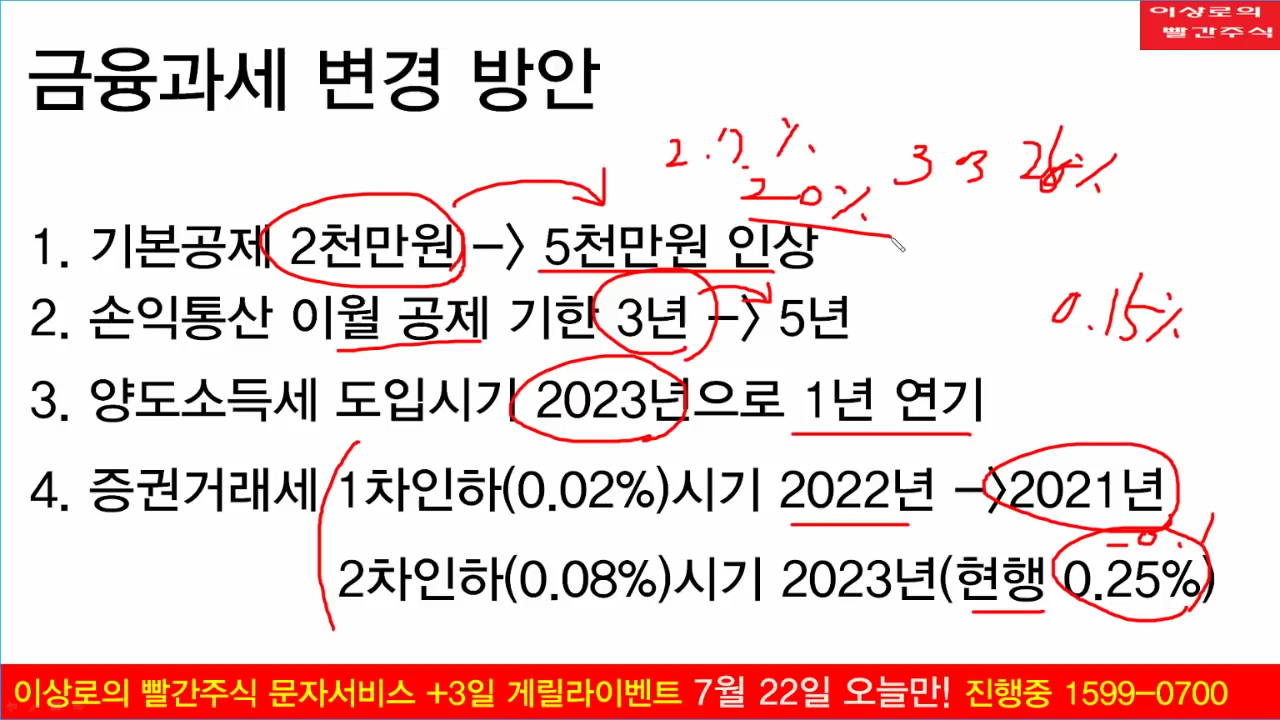 이상로의
빨간주식
금융과세 변경 방안
2.7%
20%
3
0.15%
1. 기본공제 2천만원 -> 5천만원 인상
2. 손익통산 이월 공제 기한 3년 -> 5년
3. 양도소득세 도입시기 2023년으로 1년 연기
4. 증권거래세 1차인하(0.02%)시기 2022년 ->2021년
-0.1
2차인하(0.08%)시기 2023년(현행 0.25%)
이상로의 빨간주식 문자서비스 +3일 게릴라이벤트 7월 22일 오늘만! 진행중 1599-0700